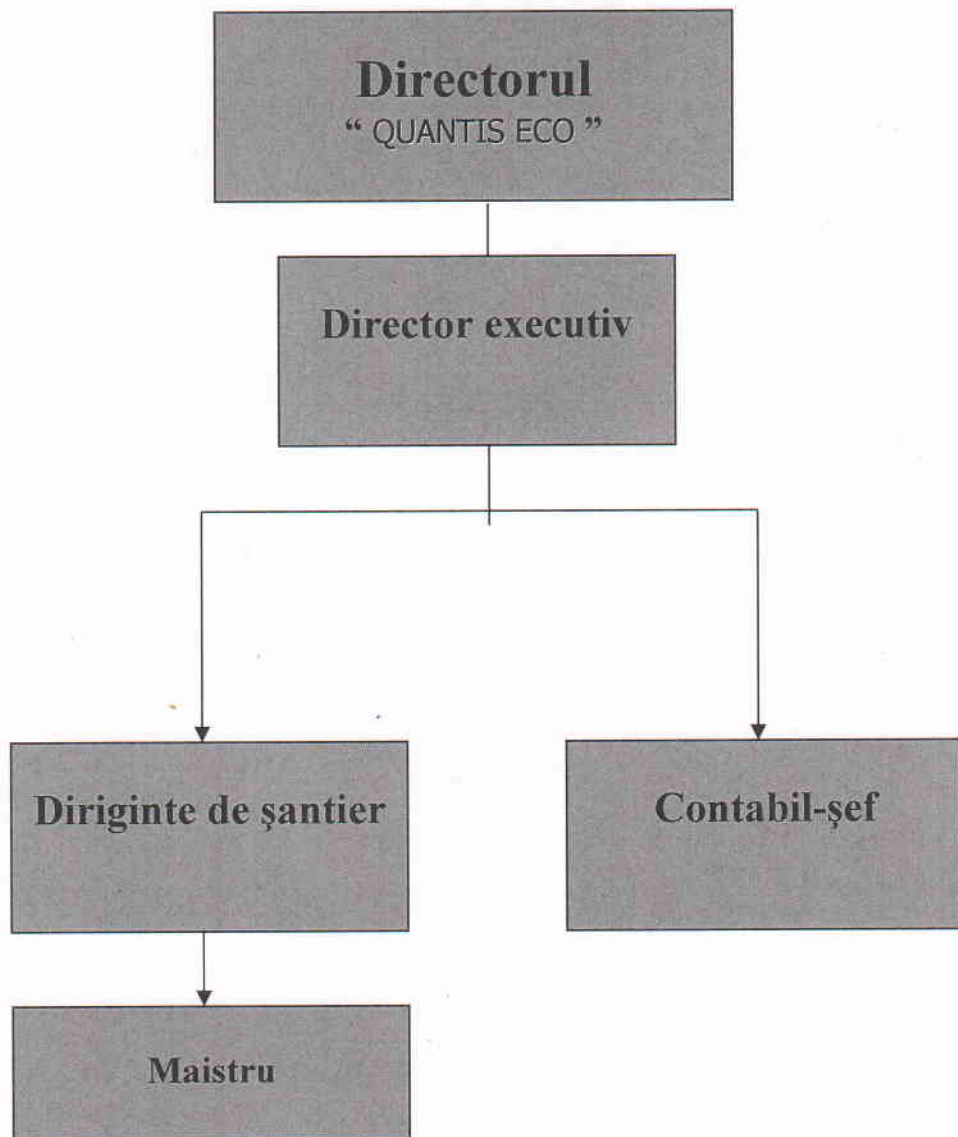 Directorul
“ QUANTIS ECO ”
Director executiv
Diriginte de şantier
Contabil-şef
Maistru